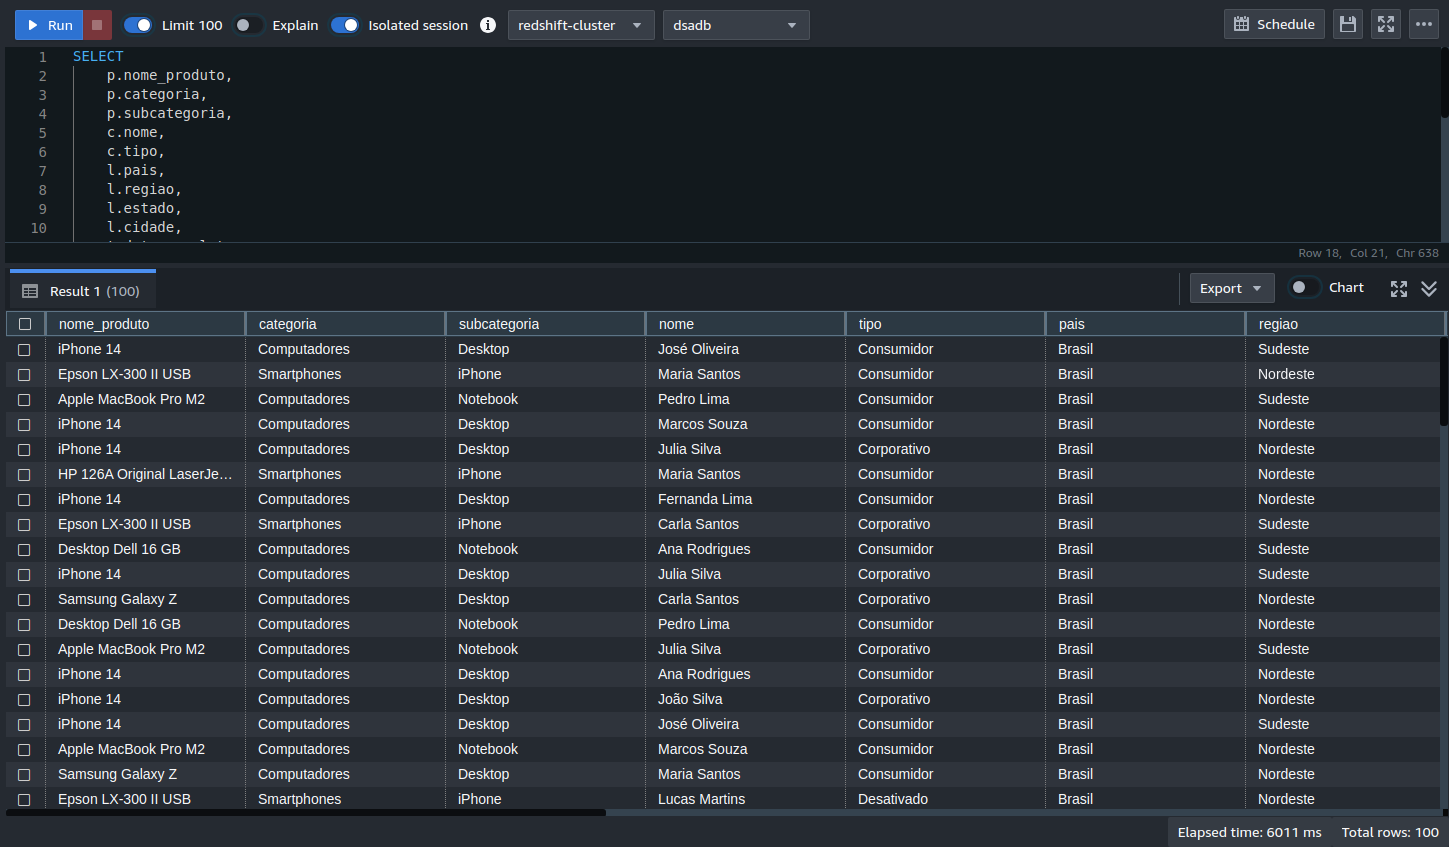 Run Limit 100 Explain Isolated session i redshift-cluster dsadb Schedule
1 SELECT
2 p.nome_produto,
3 p.categoria,
4 p.subcategoria,
5 c.nome,
6 c.tipo,
7 l.pais,
8 l.regiao,
9 l.estado,
10 l.cidade,
Row 18, Col 21, Chr 638
Result 1 (100) Export Chart
nome_produto categoria subcategoria nome tipo pais regiao
iPhone 14 Computadores Desktop José Oliveira Consumidor Brasil Sudeste
Epson LX-300 II USB Smartphones iPhone Maria Santos Consumidor Brasil Nordeste
Apple MacBook Pro M2 Computadores Notebook Pedro Lima Consumidor Brasil Sudeste
iPhone 14 Computadores Desktop Marcos Souza Consumidor Brasil Nordeste
iPhone 14 Computadores Desktop Julia Silva Corporativo Brasil Nordeste
HP 126A Original LaserJe… Smartphones iPhone Maria Santos Consumidor Brasil Nordeste
iPhone 14 Computadores Desktop Fernanda Lima Consumidor Brasil Nordeste
Epson LX-300 II USB Smartphones iPhone Carla Santos Corporativo Brasil Sudeste
Desktop Dell 16 GB Computadores Notebook Ana Rodrigues Consumidor Brasil Sudeste
iPhone 14 Computadores Desktop Julia Silva Corporativo Brasil Sudeste
Samsung Galaxy Z Computadores Desktop Carla Santos Corporativo Brasil Nordeste
Desktop Dell 16 GB Computadores Notebook Pedro Lima Consumidor Brasil Nordeste
Apple MacBook Pro M2 Computadores Notebook Julia Silva Corporativo Brasil Sudeste
iPhone 14 Computadores Desktop Ana Rodrigues Consumidor Brasil Nordeste
iPhone 14 Computadores Desktop João Silva Corporativo Brasil Nordeste
iPhone 14 Computadores Desktop José Oliveira Consumidor Brasil Sudeste
Apple MacBook Pro M2 Computadores Notebook Marcos Souza Consumidor Brasil Nordeste
Samsung Galaxy Z Computadores Desktop Maria Santos Consumidor Brasil Nordeste
Epson LX-300 II USB Smartphones iPhone Lucas Martins Desativado Brasil Nordeste
Elapsed time: 6011 ms Total rows: 100